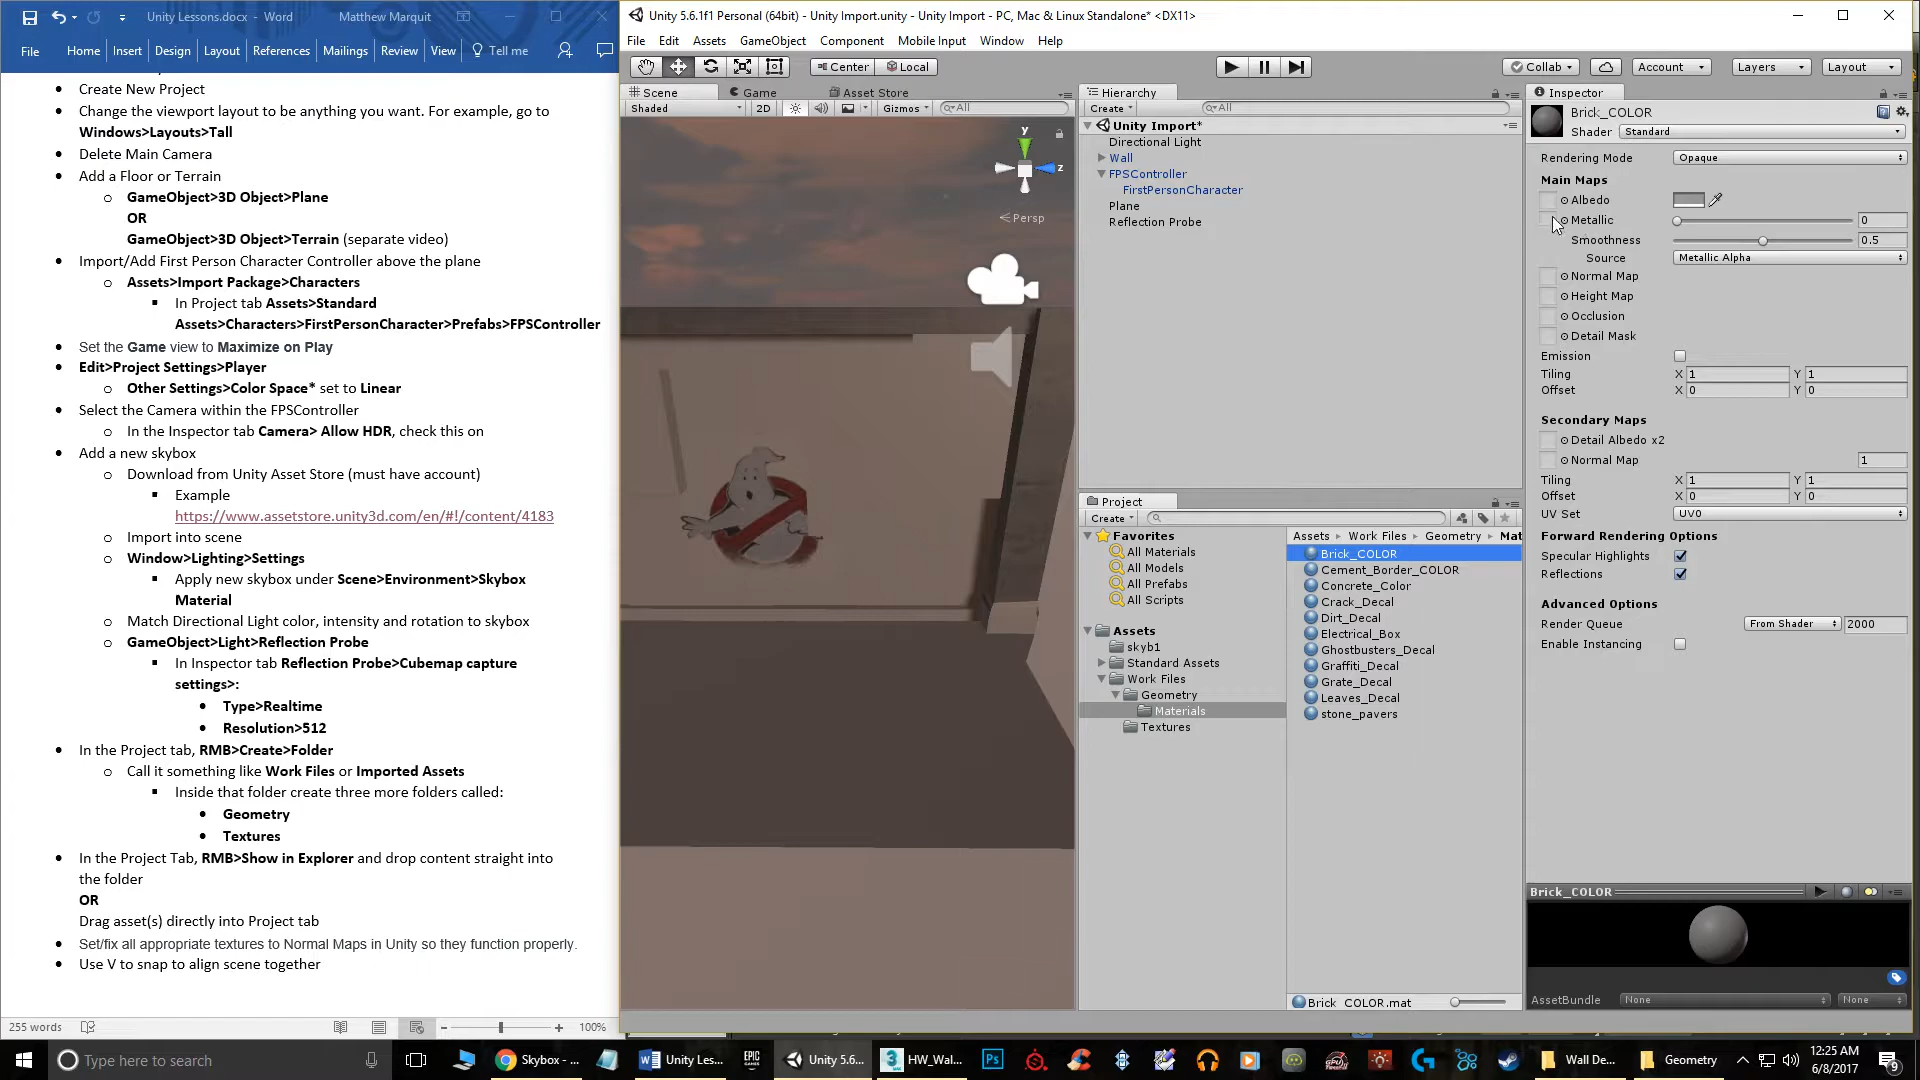 Unity Lessons.docx - Word
Matthew Marquit
File Home Insert Design Layout References Mailings Review View Tell me
Create New Project
Change the viewport layout to be anything you want. For example, go to
Windows>Layouts>Tall
Delete Main Camera
Add a Floor or Terrain
GameObject>3D Object>Plane
OR
GameObject>3D Object>Terrain (separate video)
Import/Add First Person Character Controller above the plane
Assets>Import Package>Characters
In Project tab Assets>Standard
Assets>Characters>FirstPersonCharacter>Prefabs>FPSController
Set the Game view to Maximize on Play
Edit>Project Settings>Player
Other Settings>Color Space* set to Linear
Select the Camera within the FPSController
In the Inspector tab Camera> Allow HDR, check this on
Add a new skybox
Download from Unity Asset Store (must have account)
Example
https://www.assetstore.unity3d.com/en/#!/content/4183
Import into scene
Window>Lighting>Settings
Apply new skybox under Scene>Environment>Skybox
Material
Match Directional Light color, intensity and rotation to skybox
GameObject>Light>Reflection Probe
In Inspector tab Reflection Probe>Cubemap capture
settings>:
Type>Realtime
Resolution>512
In the Project tab, RMB>Create>Folder
Call it something like Work Files or Imported Assets
Inside that folder create three more folders called:
Geometry
Textures
In the Project Tab, RMB>Show in Explorer and drop content straight into
the folder
OR
Drag asset(s) directly into Project tab
Set/fix all appropriate textures to Normal Maps in Unity so they function properly.
Use V to snap to align scene together
255 words
100%
Unity 5.6.1f1 Personal (64bit) - Unity Import.unity - Unity Import - PC, Mac & Linux Standalone* <DX11>
File Edit Assets GameObject Component Mobile Input Window Help
Center Local
Collab Account Layers Layout
Scene Game Asset Store
Shaded 2D Gizmos All
y
z
Persp
Hierarchy
Create All
Unity Import*
Directional Light
Wall
FPSController
FirstPersonCharacter
Plane
Reflection Probe
Project
Create
Favorites
All Materials
All Models
All Prefabs
All Scripts
Assets
skyb1
Standard Assets
Work Files
Geometry
Materials
Textures
Assets Work Files Geometry Mat
Brick_COLOR
Cement_Border_COLOR
Concrete_Color
Crack_Decal
Dirt_Decal
Electrical_Box
Ghostbusters_Decal
Graffiti_Decal
Grate_Decal
Leaves_Decal
stone_pavers
Brick_COLOR.mat
Inspector
Brick_COLOR
Shader Standard
Rendering Mode Opaque
Main Maps
Albedo
Metallic 0
Smoothness 0.5
Source Metallic Alpha
Normal Map
Height Map
Occlusion
Detail Mask
Emission
Tiling X 1 Y 1
Offset X 0 Y 0
Secondary Maps
Detail Albedo x2
Normal Map 1
Tiling X 1 Y 1
Offset X 0 Y 0
UV Set UV0
Forward Rendering Options
Specular Highlights
Reflections
Advanced Options
Render Queue From Shader 2000
Enable Instancing
Brick_COLOR
AssetBundle None None
Type here to search
Skybox - ...
Unity Les...
EPIC GAMES
Unity 5.6...
HW_Wal...
Ps
Wall De...
Geometry
12:25 AM
6/8/2017
9